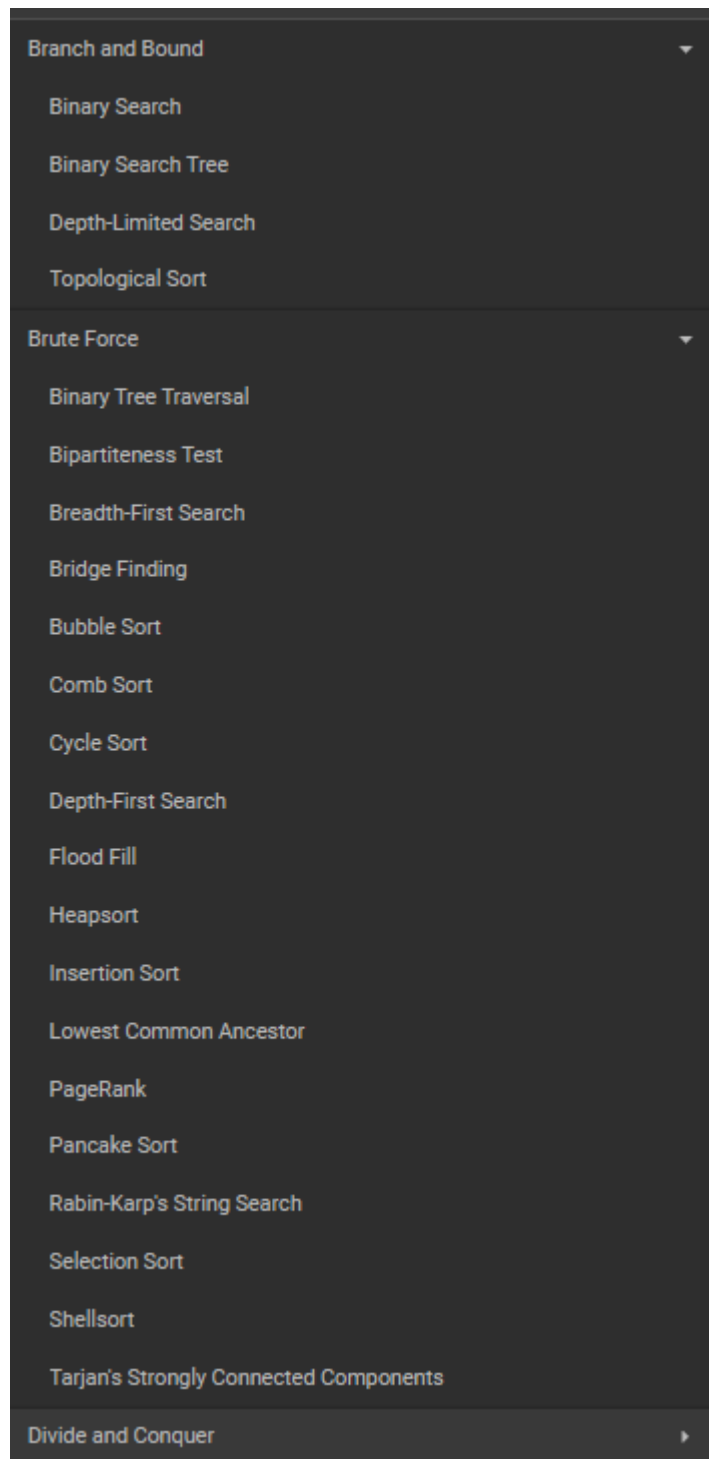 Branch and Bound
Binary Search
Binary Search Tree
Depth-Limited Search
Topological Sort
Brute Force
Binary Tree Traversal
Bipartiteness Test
Breadth-First Search
Bridge Finding
Bubble Sort
Comb Sort
Cycle Sort
Depth-First Search
Flood Fill
Heapsort
Insertion Sort
Lowest Common Ancestor
PageRank
Pancake Sort
Rabin-Karp's String Search
Selection Sort
Shellsort
Tarjan's Strongly Connected Components
Divide and Conquer